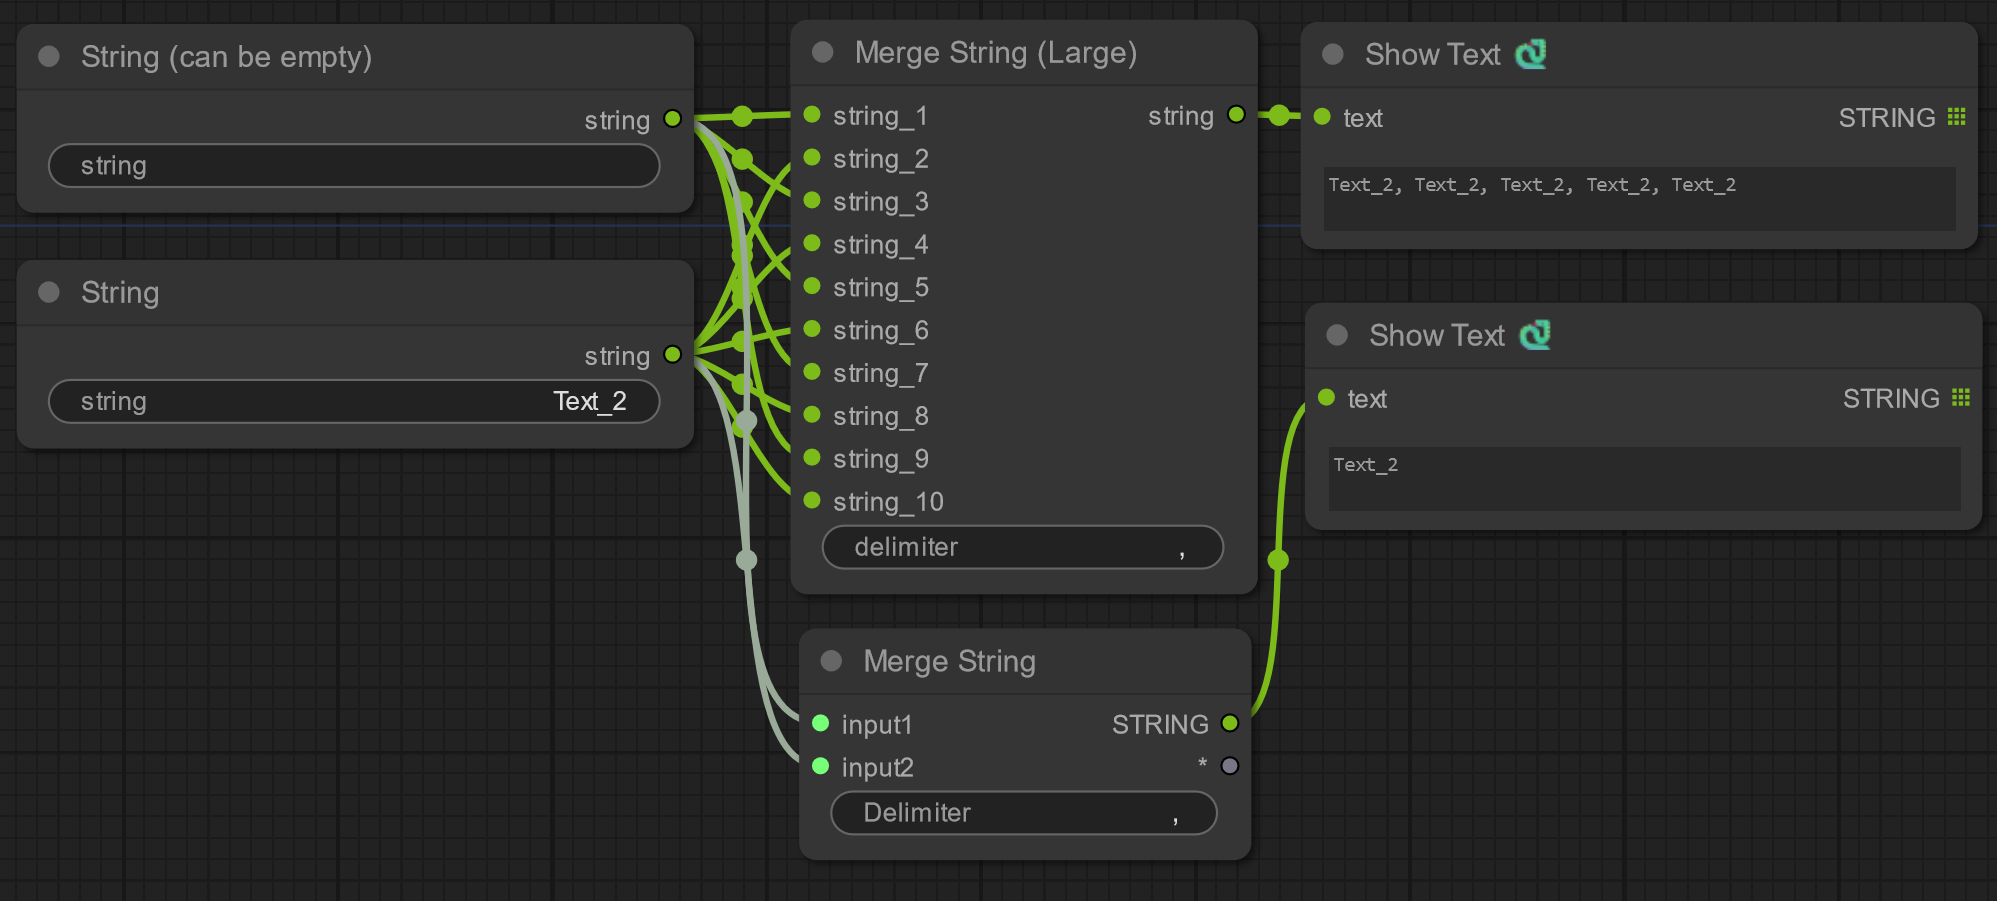 String (can be empty)
string
string
String
string
string Text_2
Merge String (Large)
string_1 string
string_2
string_3
string_4
string_5
string_6
string_7
string_8
string_9
string_10
delimiter ,
Merge String
input1 STRING
input2 *
Delimiter ,
Show Text
text STRING
Text_2, Text_2, Text_2, Text_2, Text_2
Show Text
text STRING
Text_2